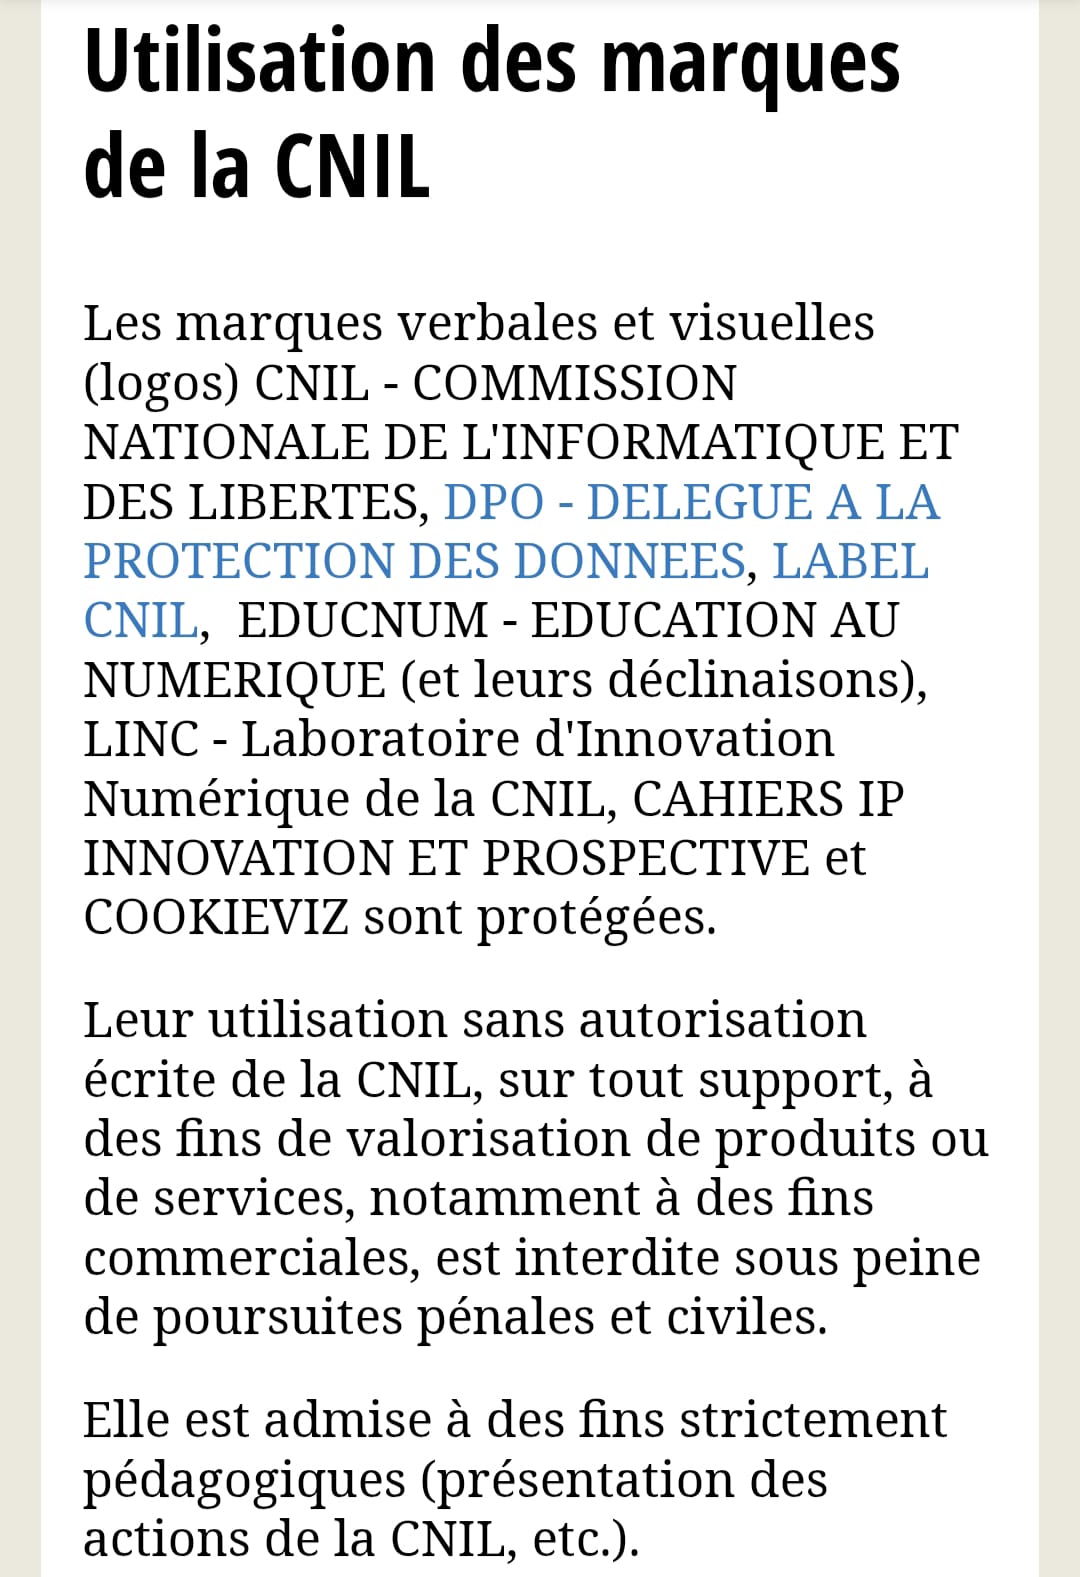 Utilisation des marques
de la CNIL
Les marques verbales et visuelles
(logos) CNIL - COMMISSION
NATIONALE DE L'INFORMATIQUE ET
DES LIBERTES, DPO - DELEGUE A LA
PROTECTION DES DONNEES, LABEL
CNIL,  EDUCNUM - EDUCATION AU
NUMERIQUE (et leurs déclinaisons),
LINC - Laboratoire d'Innovation
Numérique de la CNIL, CAHIERS IP
INNOVATION ET PROSPECTIVE et
COOKIEVIZ sont protégées.
Leur utilisation sans autorisation
écrite de la CNIL, sur tout support, à
des fins de valorisation de produits ou
de services, notamment à des fins
commerciales, est interdite sous peine
de poursuites pénales et civiles.
Elle est admise à des fins strictement
pédagogiques (présentation des
actions de la CNIL, etc.).